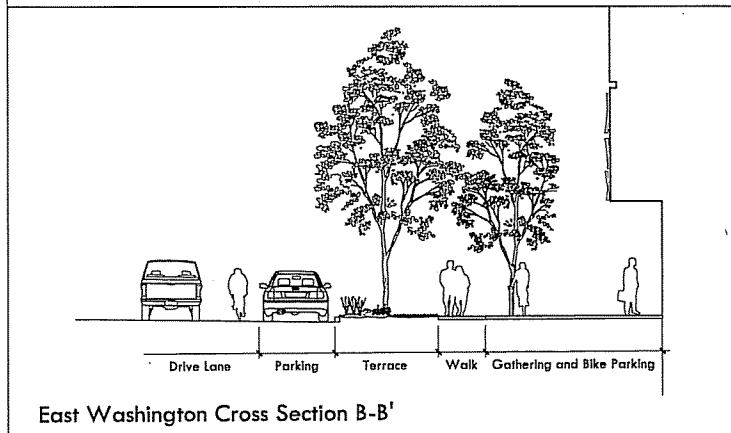 Drive Lane Parking Terrace Walk Gathering and Bike Parking
East Washington Cross Section B-B'